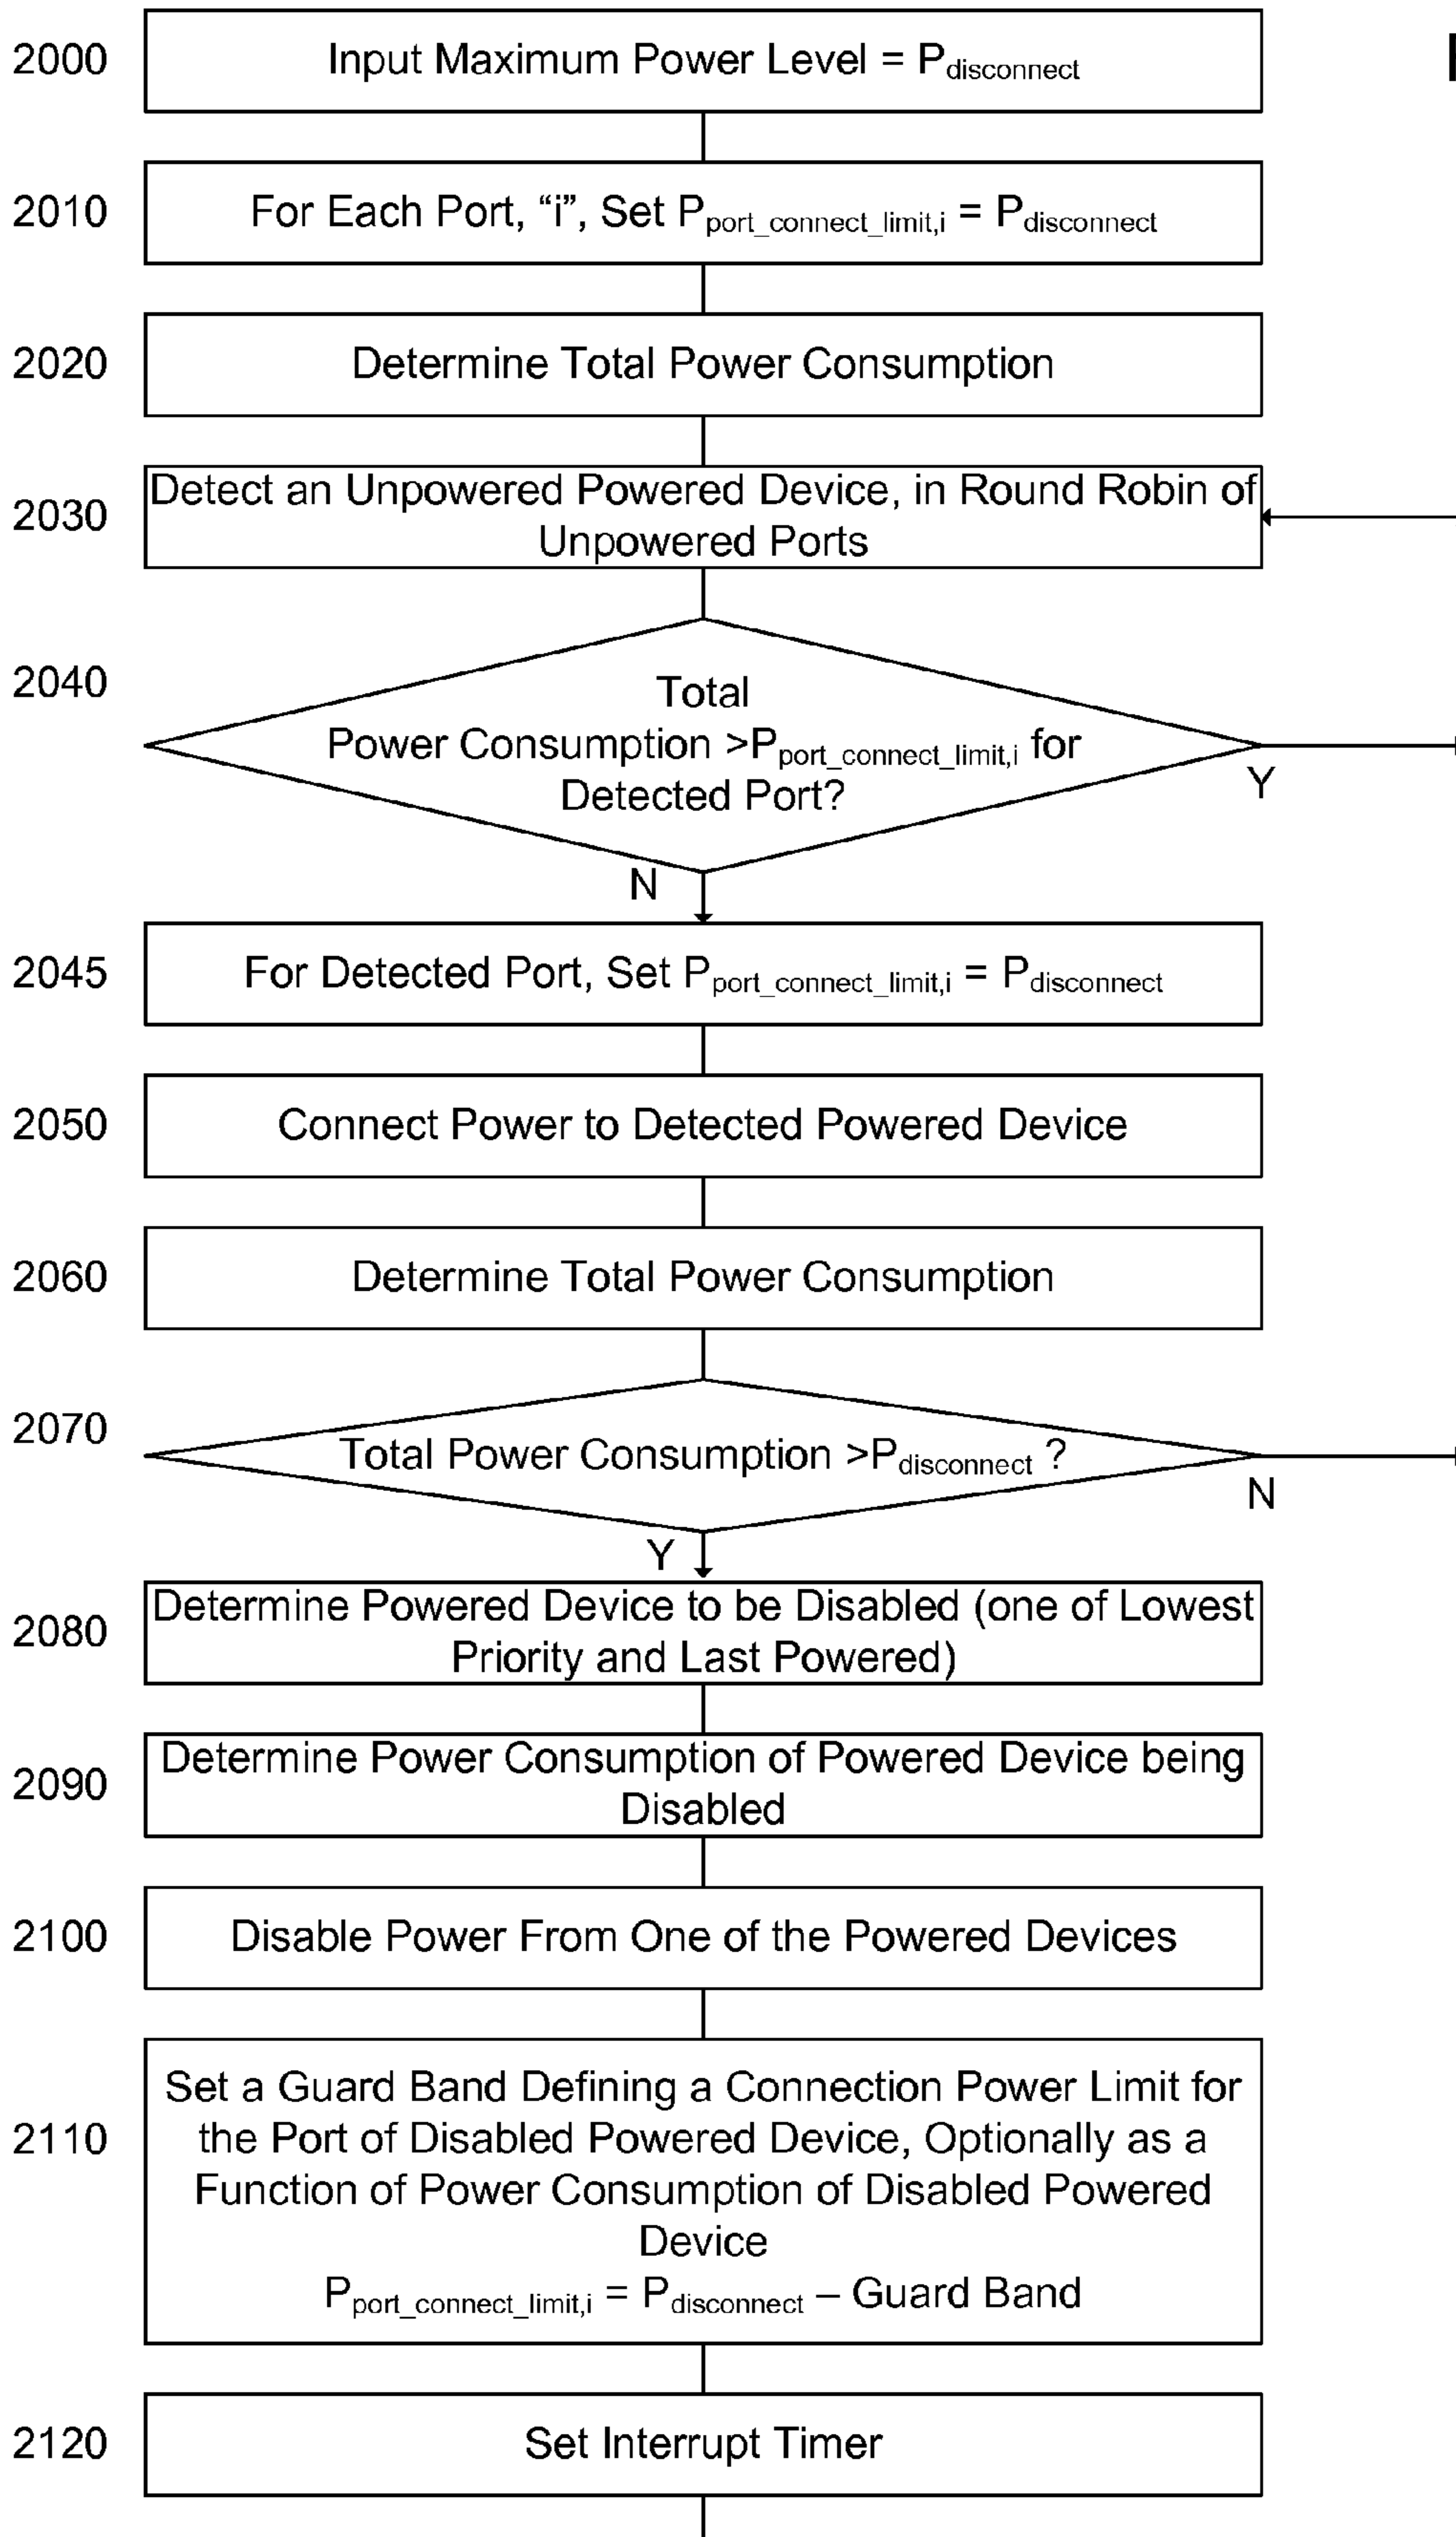 2000
Input Maximum Power Level = Pdisconnect
2010
For Each Port, “i”, Set Pport_connect_limit,i = Pdisconnect
2020
Determine Total Power Consumption
2030
Detect an Unpowered Powered Device, in Round Robin of
Unpowered Ports
2040
Total
Power Consumption >Pport_connect_limit,i for
Detected Port?
Y
N
2045
For Detected Port, Set Pport_connect_limit,i = Pdisconnect
2050
Connect Power to Detected Powered Device
2060
Determine Total Power Consumption
2070
Total Power Consumption >Pdisconnect ?
N
Y
2080
Determine Powered Device to be Disabled (one of Lowest
Priority and Last Powered)
2090
Determine Power Consumption of Powered Device being
Disabled
2100
Disable Power From One of the Powered Devices
2110
Set a Guard Band Defining a Connection Power Limit for
the Port of Disabled Powered Device, Optionally as a
Function of Power Consumption of Disabled Powered
Device
Pport_connect_limit,i = Pdisconnect – Guard Band
2120
Set Interrupt Timer